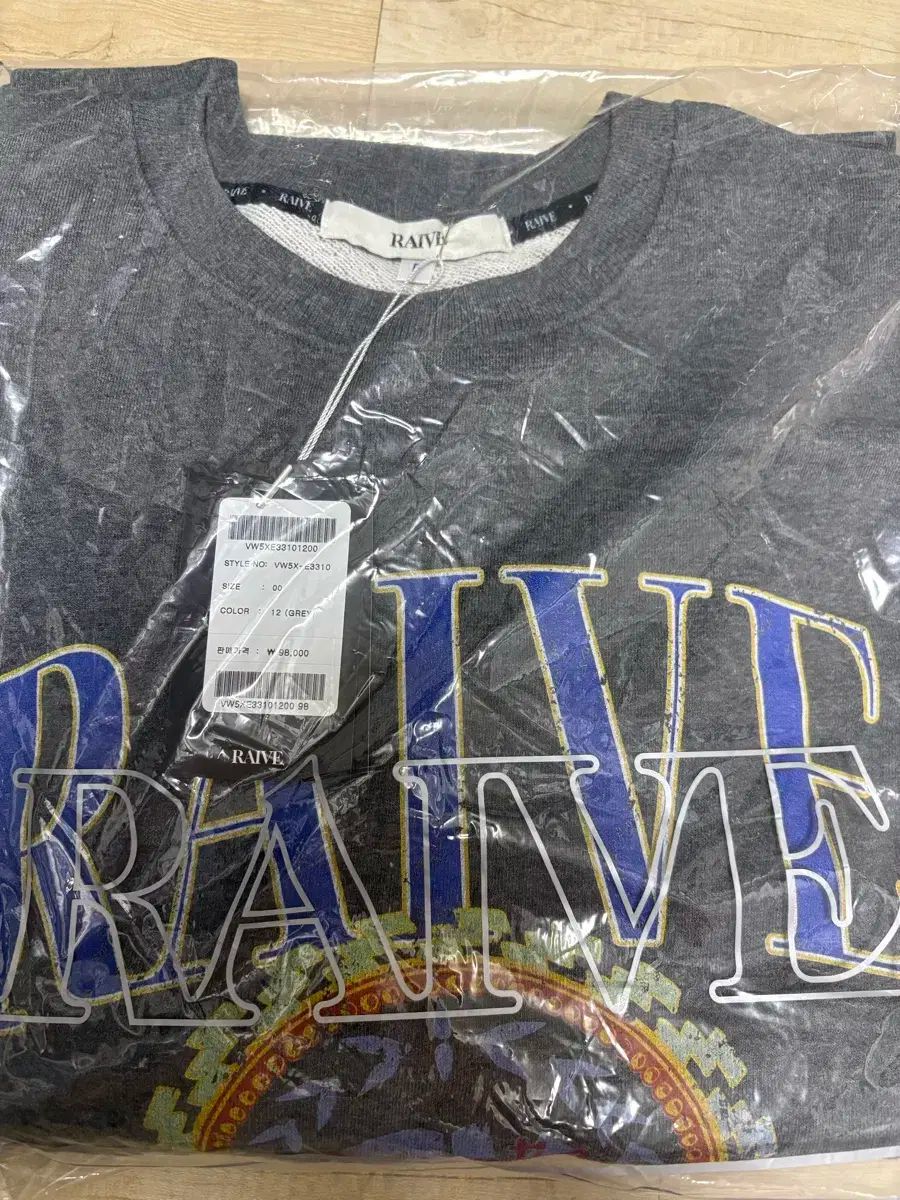 RAIVE
RAIVE
RAIVE
VW5XE33101200
STYLE NO: VW5X-E3310
SIZE : 00
COLOR : 12 (GREY)
판매가격 : ₩ 98,000
VW5XE33101200 98
RAIVE
RAIVE
RAIVE